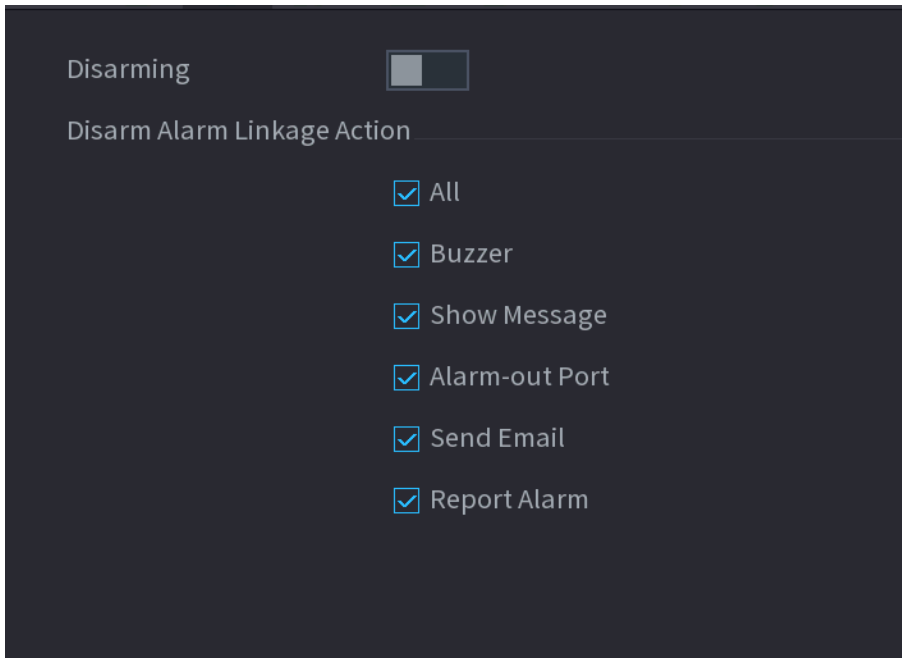 Disarming
Disarm Alarm Linkage Action
All
Buzzer
Show Message
Alarm-out Port
Send Email
Report Alarm